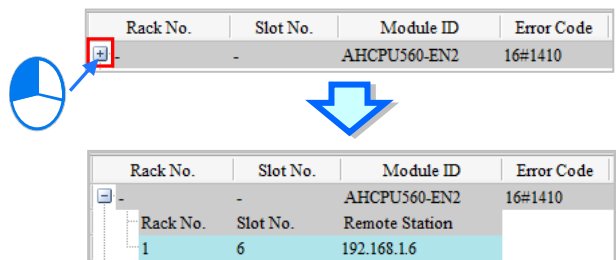 Rack No. Slot No. Module ID Error Code
- - AHCPU560-EN2 16#1410
Rack No. Slot No. Module ID Error Code
- - AHCPU560-EN2 16#1410
Rack No. Slot No. Remote Station
1 6 192.168.1.6